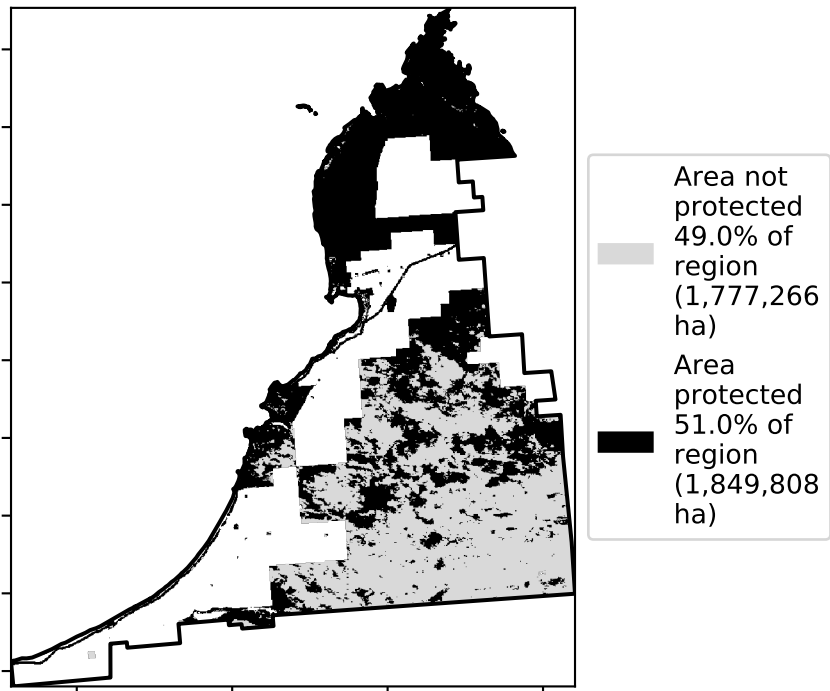 Area not
protected
49.0% of
region
(1,777,266
ha)
Area
protected
51.0% of
region
(1,849,808
ha)